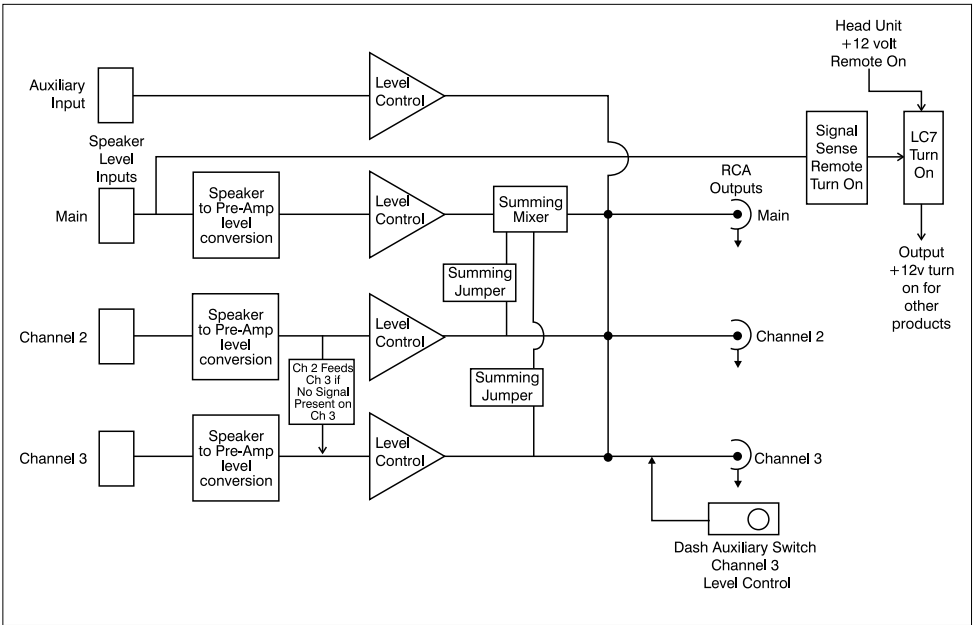 Auxiliary
Input
Level
Control
Head Unit
+12 volt
Remote On
Speaker
Level
Inputs
Main
Speaker
to Pre-Amp
level
conversion
Level
Control
Summing
Mixer
RCA
Outputs
Main
Signal
Sense
Remote
Turn On
LC7
Turn
On
Output
+12v turn
on for
other
products
Summing
Jumper
Channel 2
Speaker
to Pre-Amp
level
conversion
Level
Control
Channel 2
Ch 2 Feeds
Ch 3 if
No Signal
Present on
Ch 3
Summing
Jumper
Channel 3
Speaker
to Pre-Amp
level
conversion
Level
Control
Channel 3
Dash Auxiliary Switch
Channel 3
Level Control